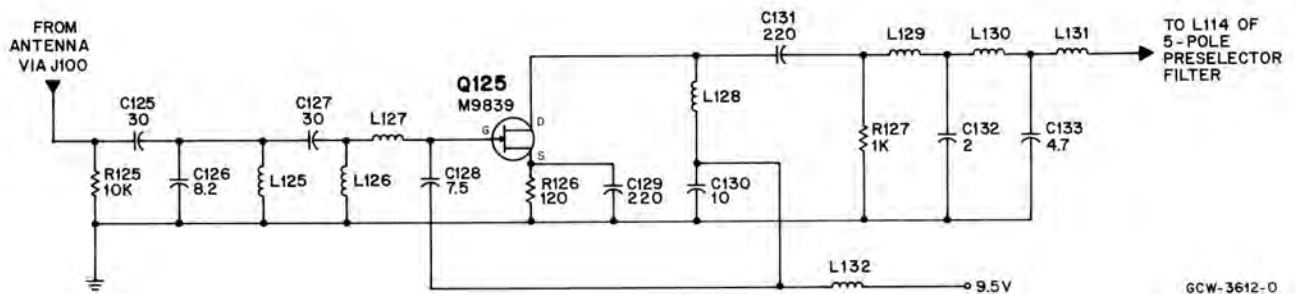 FROM
ANTENNA
VIA J100
C125
30
R125
10K
C126
8.2
L125
C127
30
L126
L127
C128
7.5
Q125
M9839
G
D
S
R126
120
C129
220
L128
C130
10
C131
220
R127
1K
L129
C132
2
L130
C133
4.7
L131
TO L114 OF
5-POLE
PRESELECTOR
FILTER
L132
9.5V
GCW-3612-O